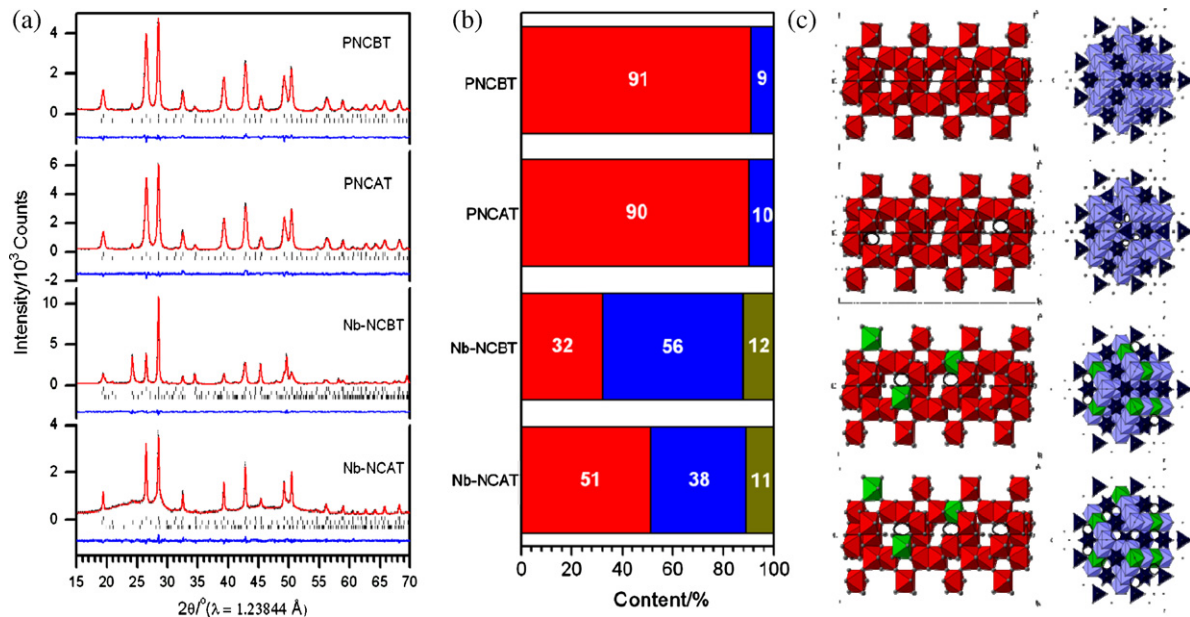 (a)
Intensity/10³ Counts
4
2
0
PNCBT
6
4
2
0
-2
PNCAT
10
5
0
Nb-NCBT
4
2
0
Nb-NCAT
15 20 25 30 35 40 45 50 55 60 65 70
2θ/°(λ = 1.23844 Å)
(b)
PNCBT
91 9
PNCAT
90 10
Nb-NCBT
32 56 12
Nb-NCAT
51 38 11
0 20 40 60 80 100
Content/%
(c)